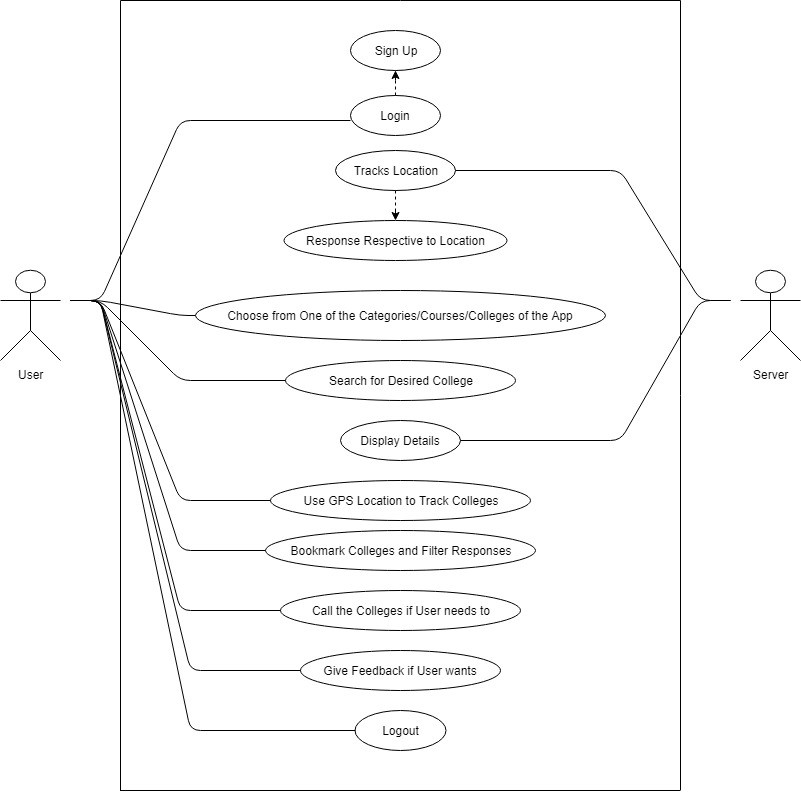 Sign Up
Login
Tracks Location
Response Respective to Location
Choose from One of the Categories/Courses/Colleges of the App
User
Search for Desired College
Server
Display Details
Use GPS Location to Track Colleges
Bookmark Colleges and Filter Responses
Call the Colleges if User needs to
Give Feedback if User wants
Logout